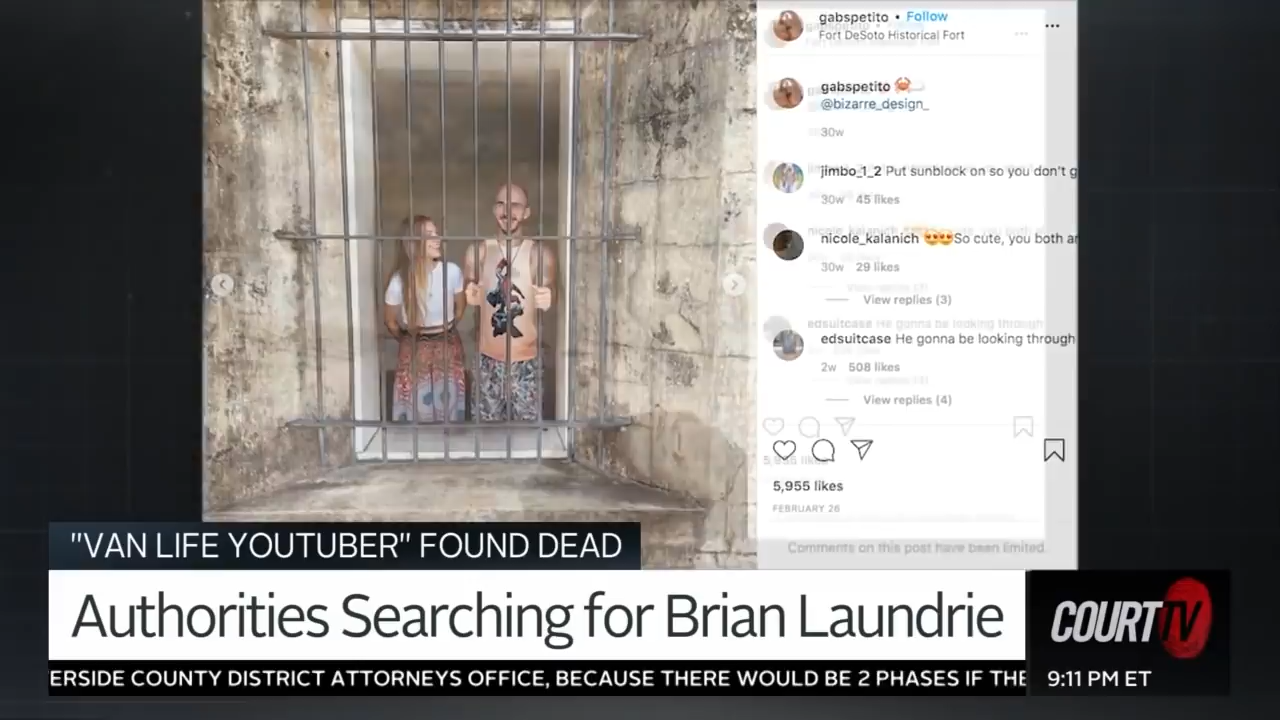 gabspetito • Follow
Fort DeSoto Historical Fort
gabspetito
@bizarre_design_
30w
jimbo_1_2 Put sunblock on so you don't g
30w 45 likes
nicole_kalanich 😍😍So cute, you both ar
30w 29 likes
View replies (3)
edsuitcase He gonna be looking through
2w 508 likes
View replies (4)
5,955 likes
FEBRUARY 26
Comments on this post have been limited.
"VAN LIFE YOUTUBER" FOUND DEAD
Authorities Searching for Brian Laundrie
COURT TV
ERSIDE COUNTY DISTRICT ATTORNEYS OFFICE, BECAUSE THERE WOULD BE 2 PHASES IF THE
9:11 PM ET